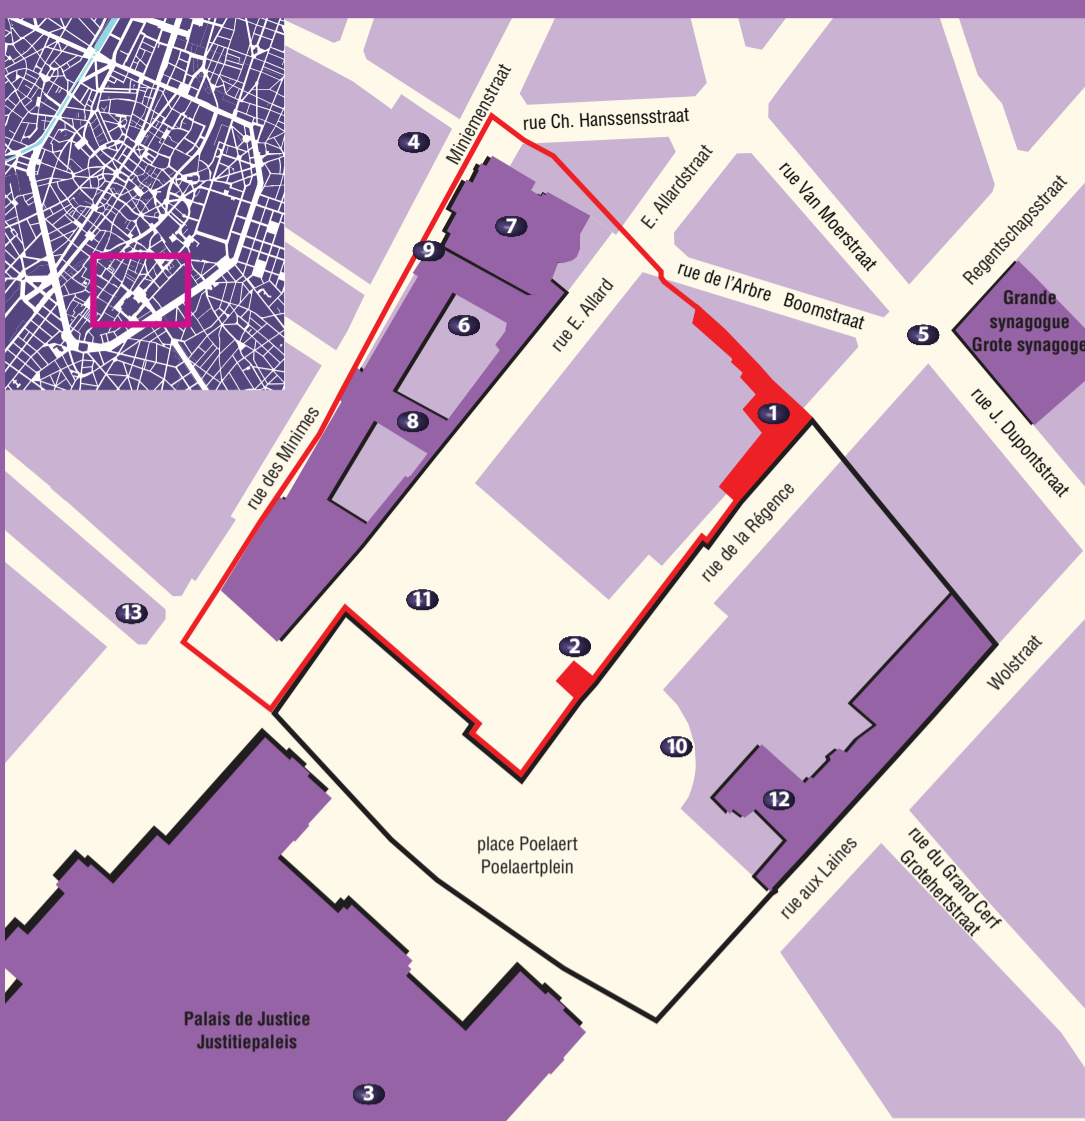 Miniemenstraat
rue Ch. Hanssensstraat
4
E. Allardstraat
rue Van Moerstraat
Regentschapsstraat
7
9
rue de l'Arbre Boomstraat
Grande
synagogue
Grote synagoge
5
6
rue E. Allard
8
1
rue des Minimes
rue J. Dupontstraat
rue de la Régence
11
13
2
Wolstraat
10
12
place Poelaert
Poelaertplein
rue aux Laines
rue du Grand Cerf
Grotehertstraat
Palais de Justice
Justitiepaleis
3